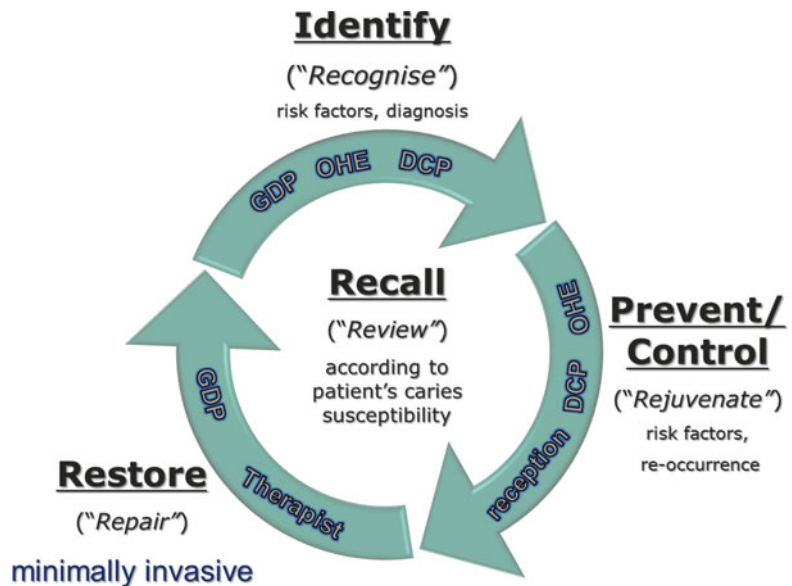 Identify
("Recognise")
risk factors, diagnosis
GDP OHE DCP
Recall
("Review")
according to
patient's caries
susceptibility
OHE
DCP
reception
Prevent/
Control
("Rejuvenate")
risk factors,
re-occurrence
GDP
Therapist
Restore
("Repair")
minimally invasive